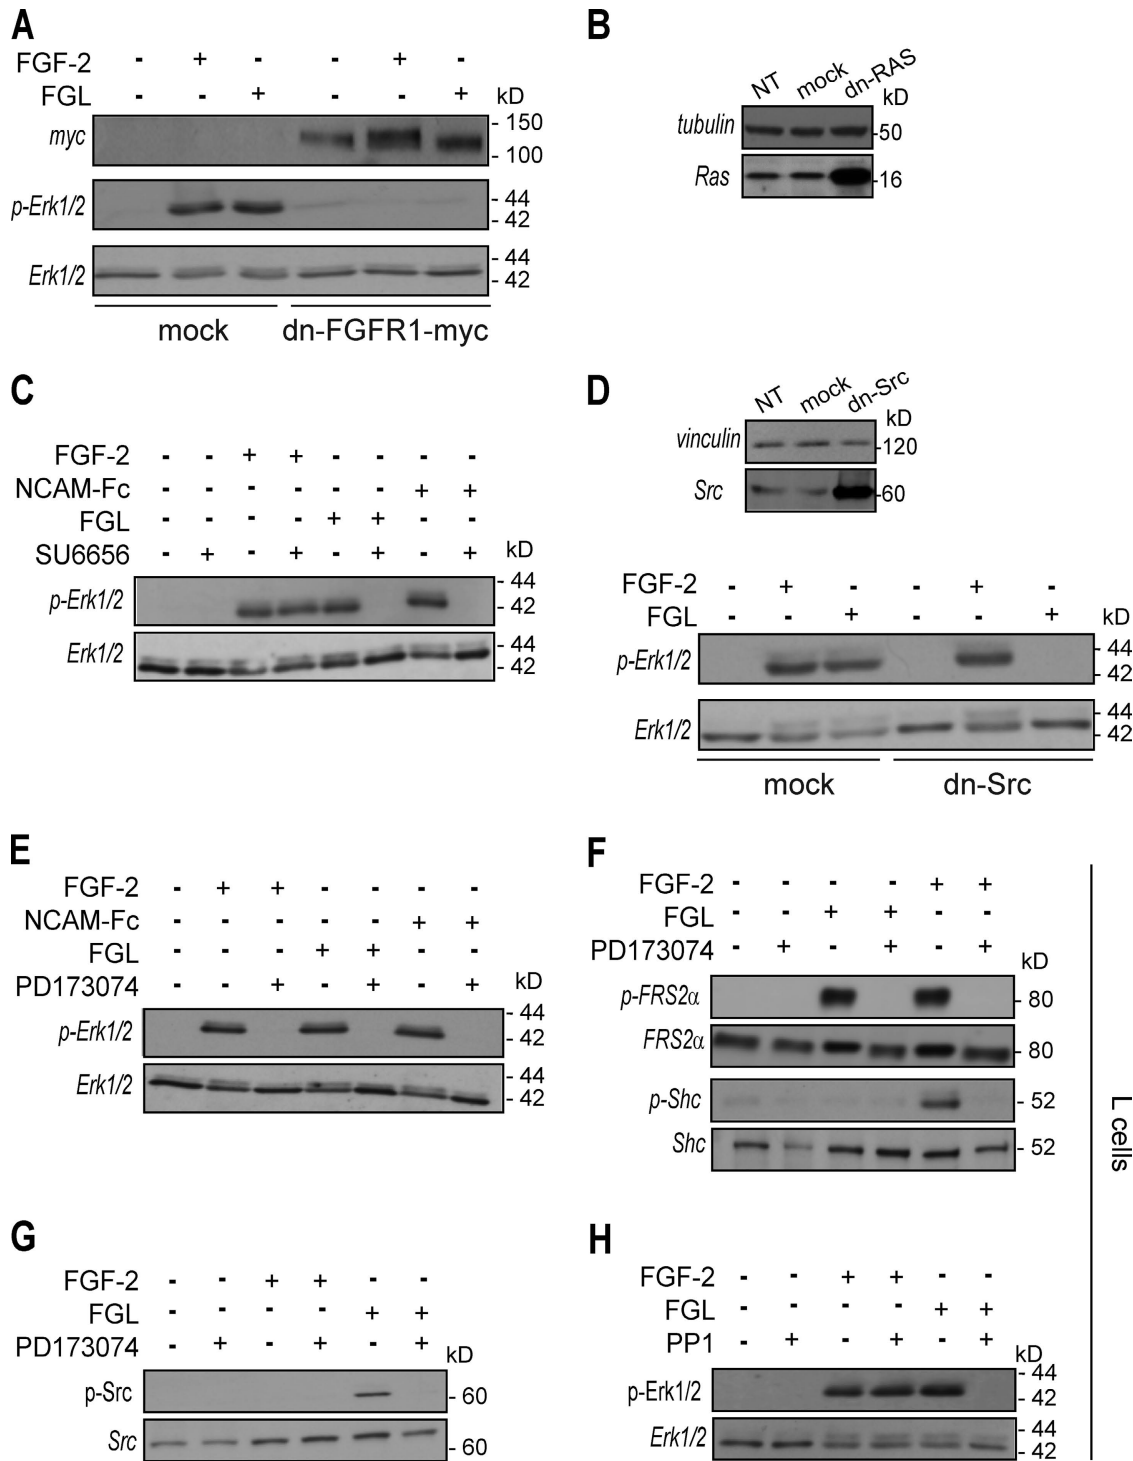 A
FGF-2 - + - - + -
FGL - - + - - + kD
myc - 150
- 100
p-Erk1/2 - 44
- 42
Erk1/2 - 44
- 42
mock dn-FGFR1-myc
B
NT mock dn-RAS
kD
tubulin -50
Ras -16
C
FGF-2 - - + + - - - -
NCAM-Fc - - - - - - + +
FGL - - - - + + - -
SU6656 - + - + - + - + kD
p-Erk1/2 - 44
- 42
Erk1/2 - 44
- 42
D
NT mock dn-Src
kD
vinculin -120
Src -60
FGF-2 - + - - + -
FGL - - + - - + kD
p-Erk1/2 - 44
- 42
Erk1/2 - 44
- 42
mock dn-Src
E
FGF-2 - + + - - - -
NCAM-Fc - - - - - + +
FGL - - - + + - -
PD173074 - - + - + - + kD
p-Erk1/2 - 44
- 42
Erk1/2 - 44
- 42
F
FGF-2 - - - - + +
FGL - - + + - -
PD173074 - + - + - +
kD
p-FRS2α - 80
FRS2α - 80
p-Shc - 52
Shc - 52
L cells
G
FGF-2 - - + + - -
FGL - - - - + +
PD173074 - + - + - +
kD
p-Src - 60
Src - 60
H
FGF-2 - - + + - -
FGL - - - - + +
PP1 - + - + - +
kD
p-Erk1/2 - 44
- 42
Erk1/2 - 44
- 42